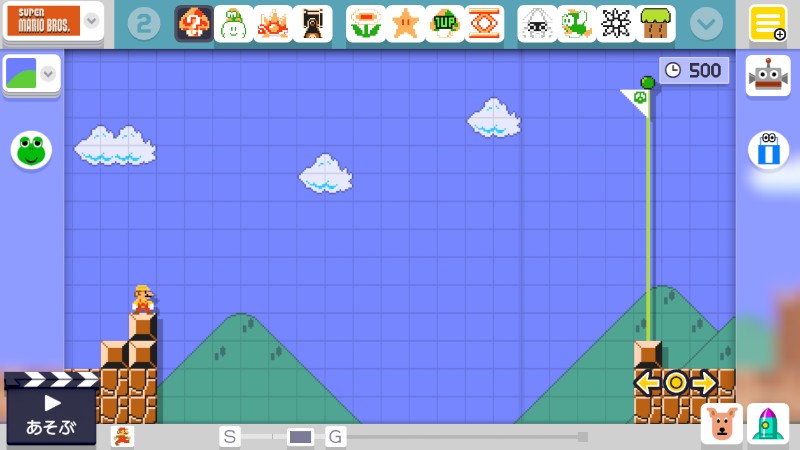 SUPER
MARIO BROS.
2
1UP
500
あそぶ
S
G